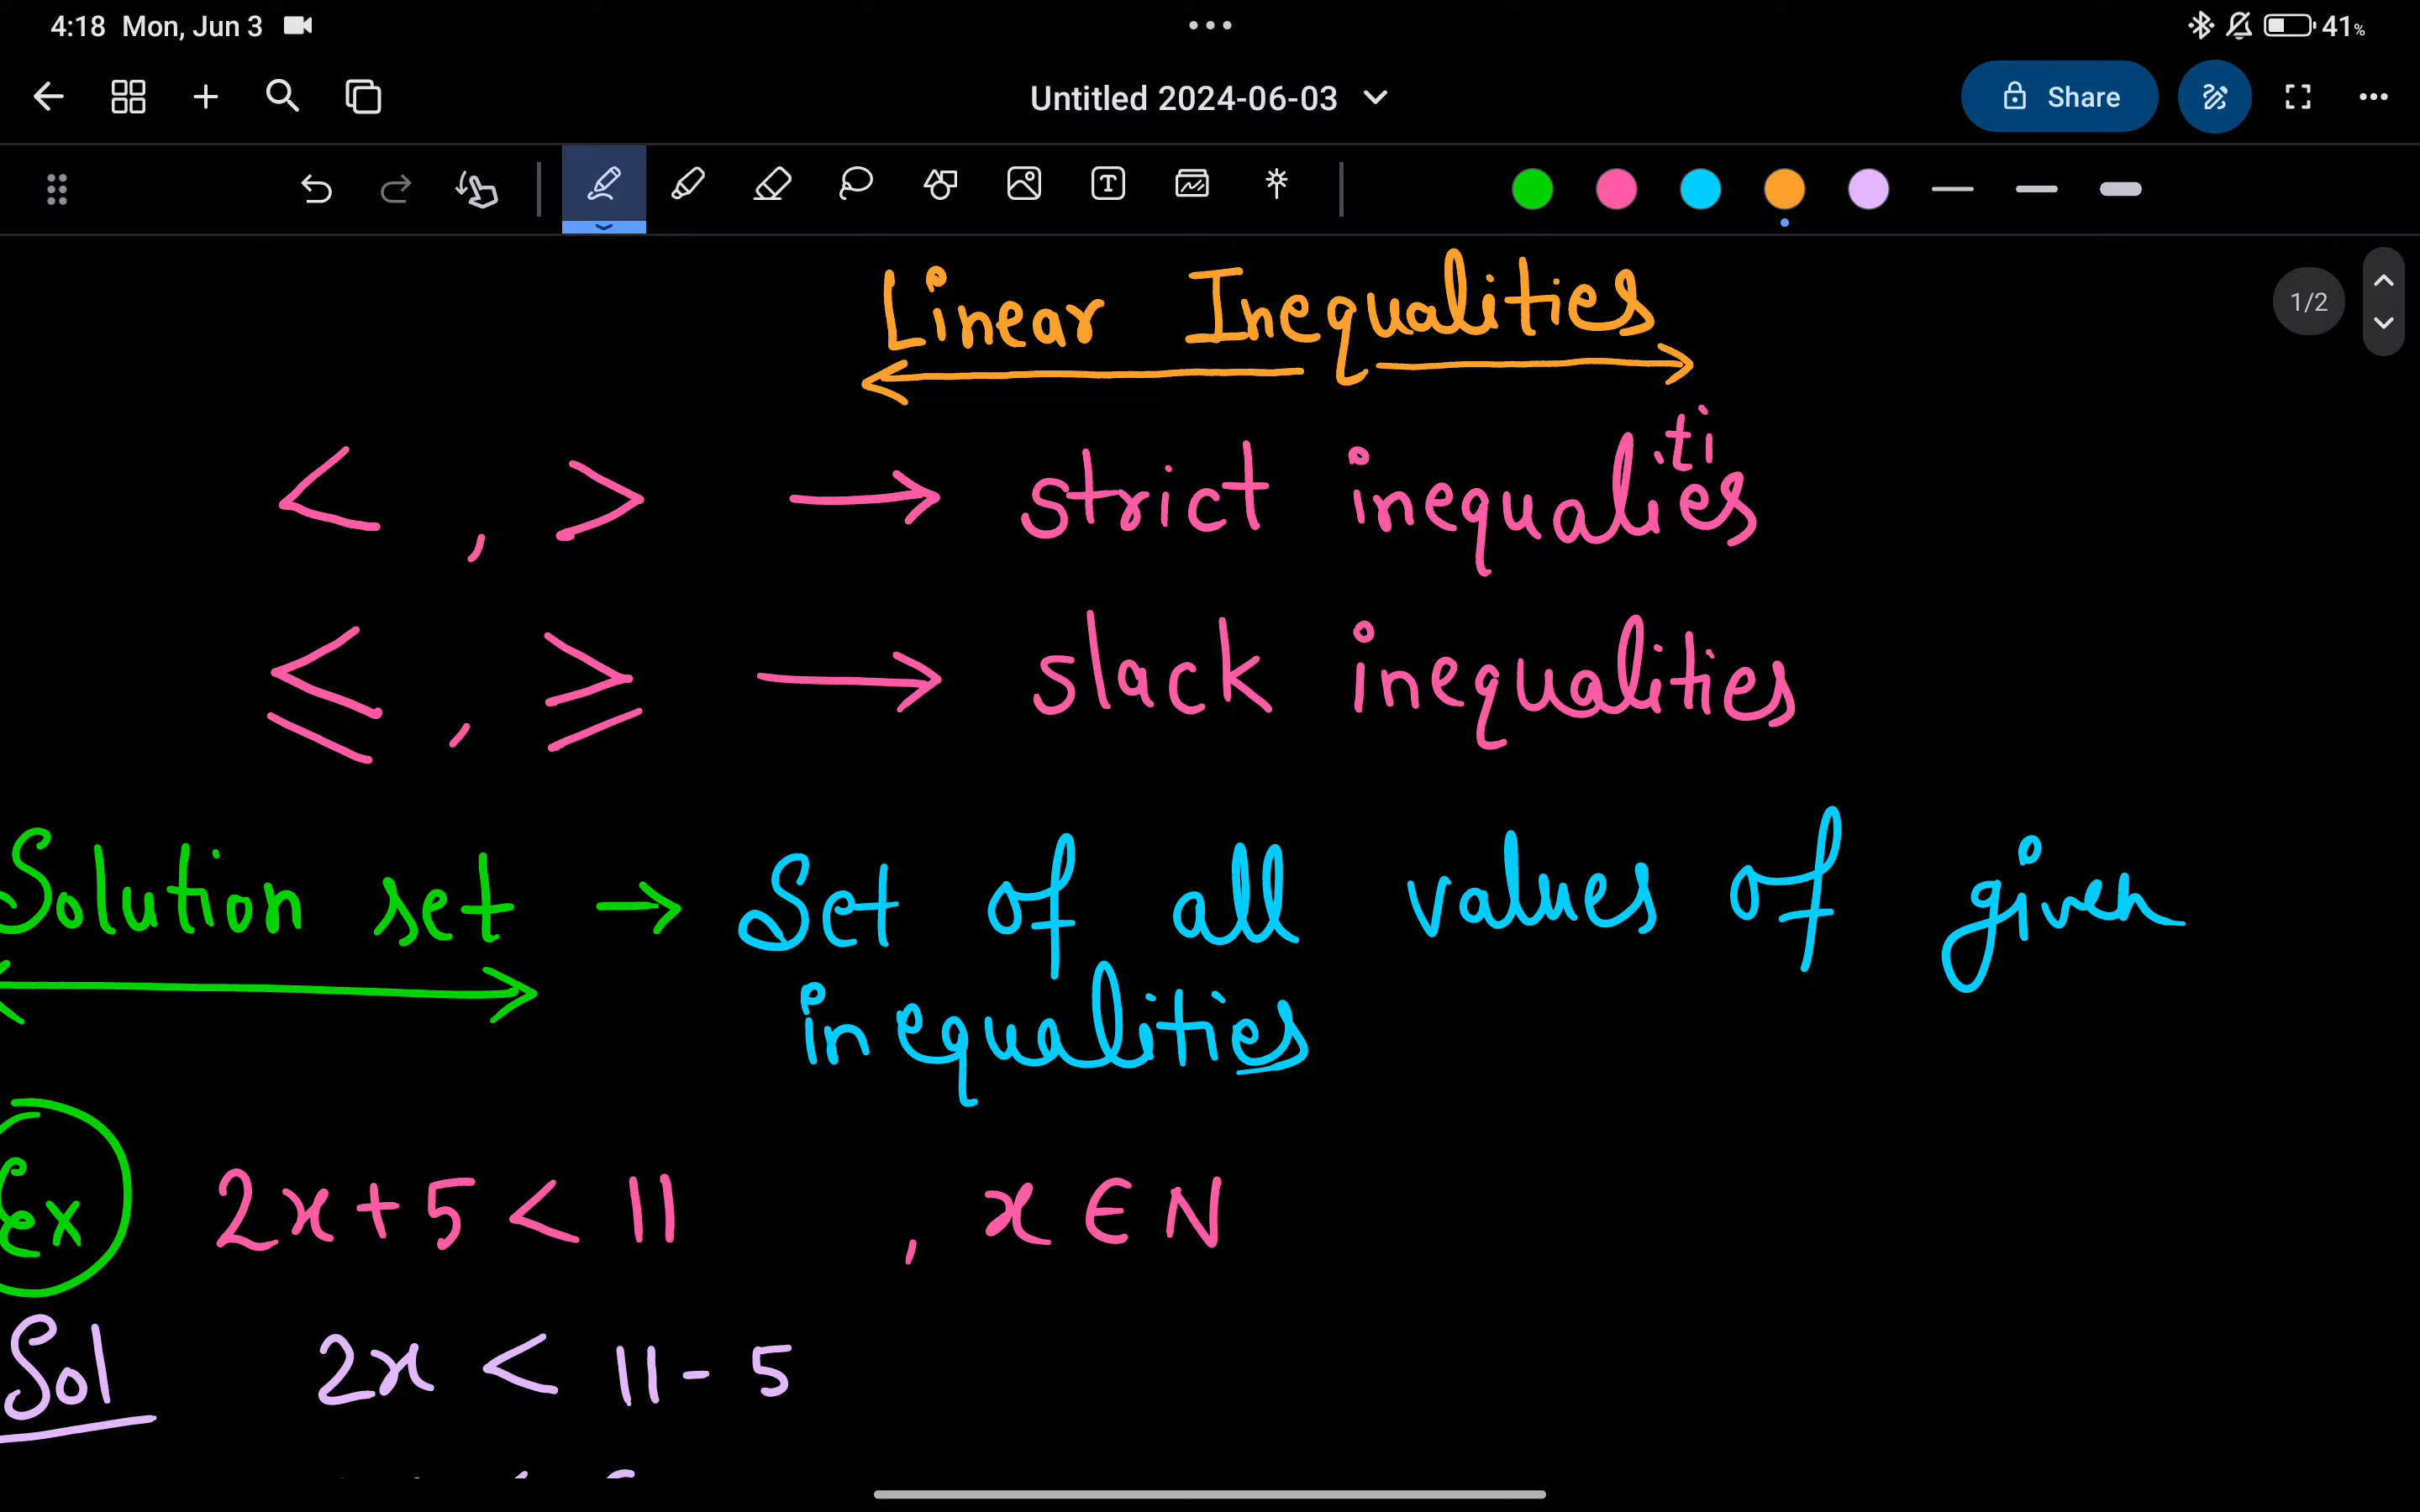 4:18 Mon, Jun 3 41%
Untitled 2024-06-03 Share
1/2
Linear Inequalities
< , > → strict inequalities
≤ , ≥ → slack inequalities
Solution set → Set of all values of given
inequalities
Ex 2x+5 < 11 , x ∈ N
Sol 2x < 11 - 5